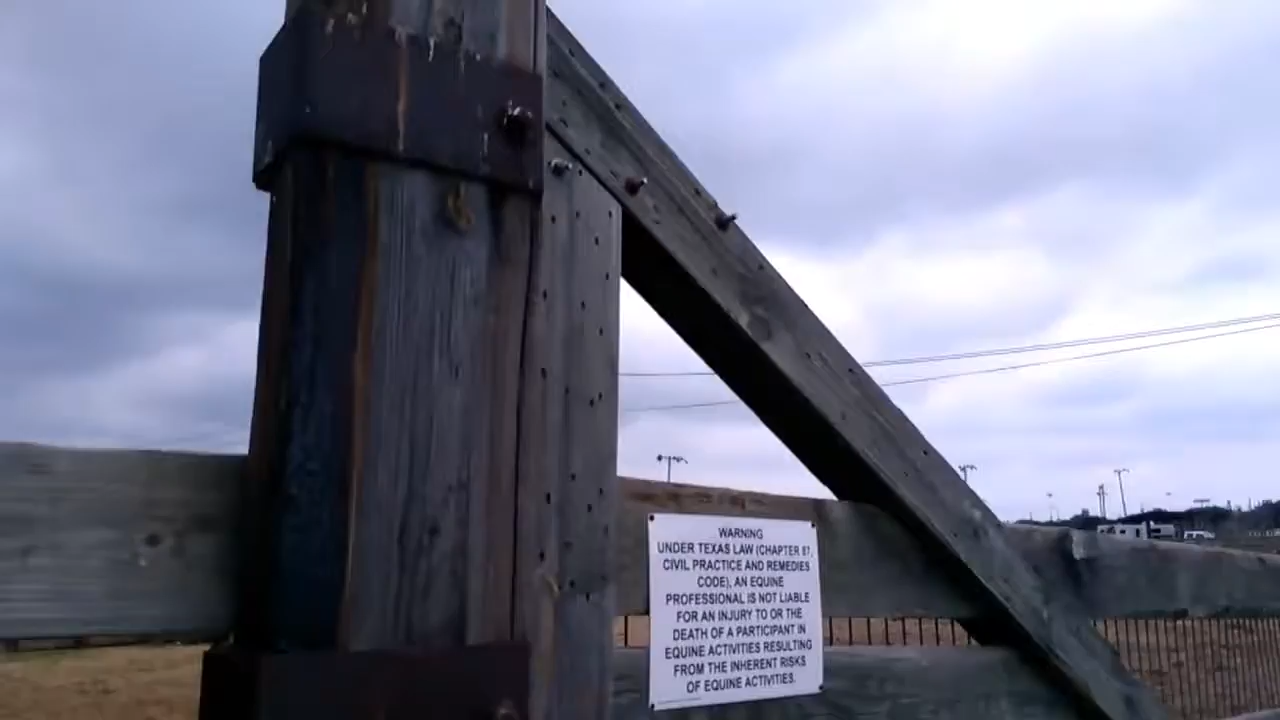 WARNING
UNDER TEXAS LAW (CHAPTER 87,
CIVIL PRACTICE AND REMEDIES
CODE), AN EQUINE
PROFESSIONAL IS NOT LIABLE
FOR AN INJURY TO OR THE
DEATH OF A PARTICIPANT IN
EQUINE ACTIVITIES RESULTING
FROM THE INHERENT RISKS
OF EQUINE ACTIVITIES.